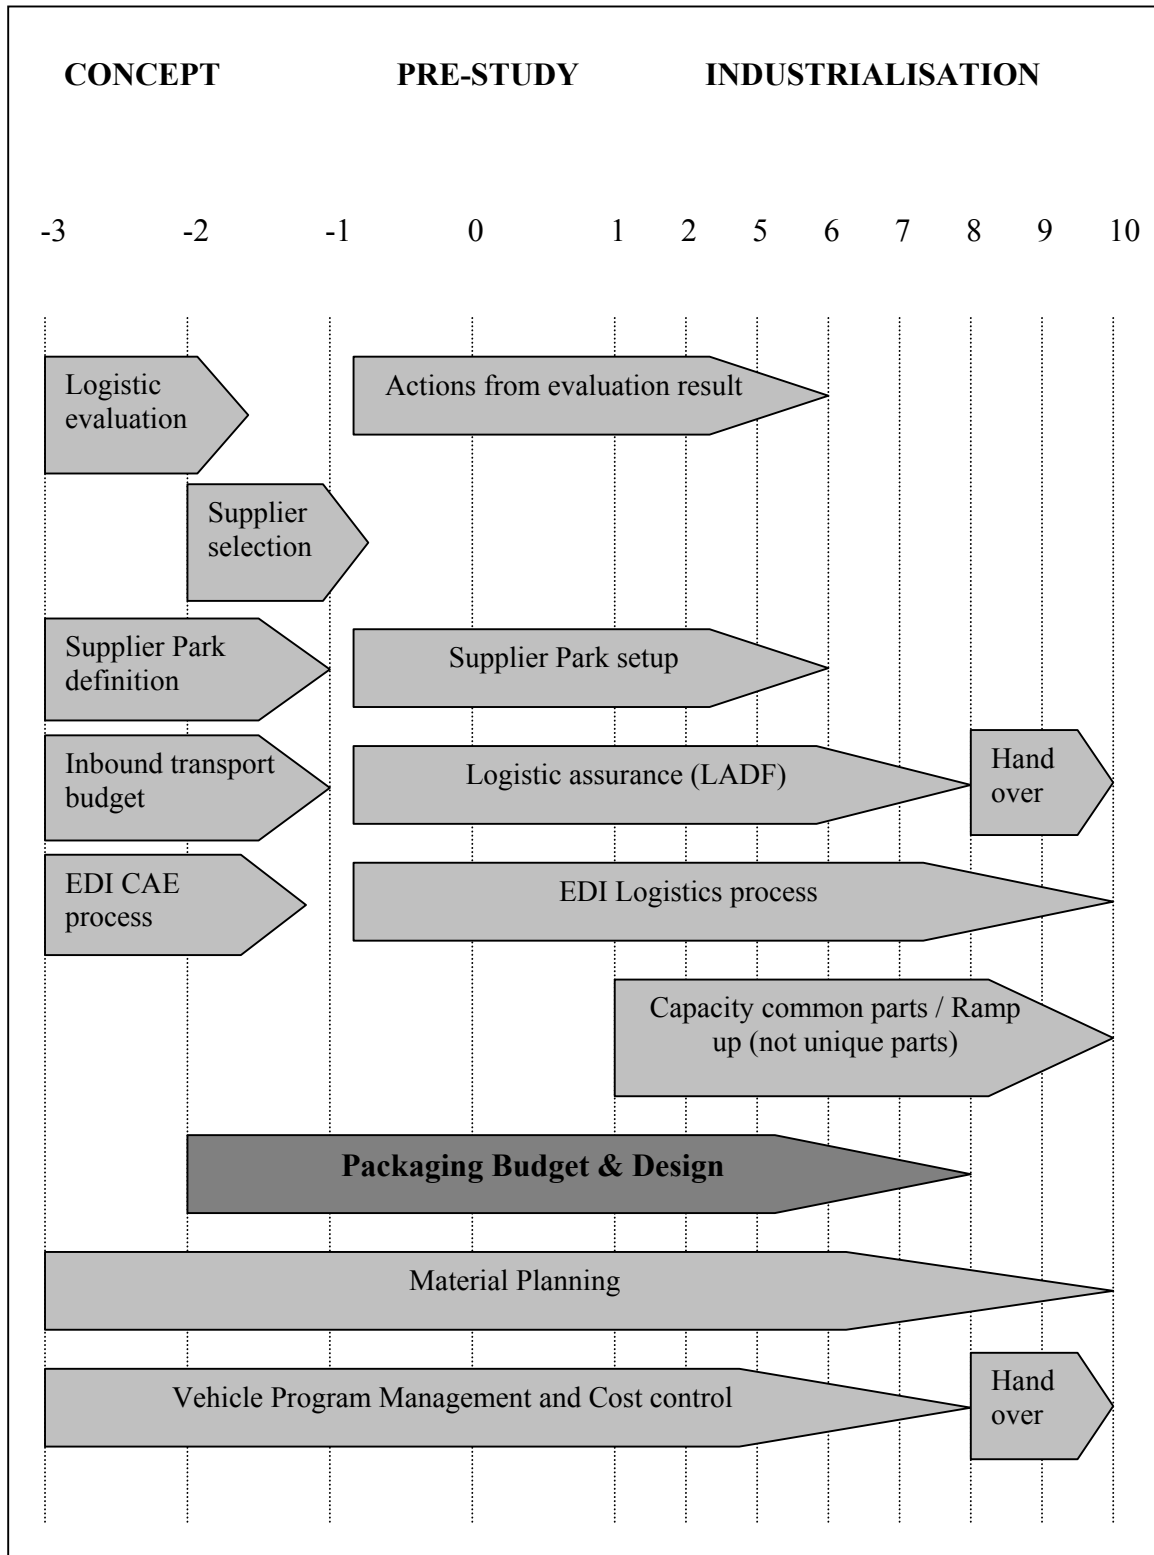 CONCEPT PRE-STUDY INDUSTRIALISATION
-3 -2 -1 0 1 2 5 6 7 8 9 10
Logistic
evaluation
Actions from evaluation result
Supplier
selection
Supplier Park
definition
Supplier Park setup
Inbound transport
budget
Logistic assurance (LADF)
Hand
over
EDI CAE
process
EDI Logistics process
Capacity common parts / Ramp
up (not unique parts)
Packaging Budget & Design
Material Planning
Vehicle Program Management and Cost control
Hand
over